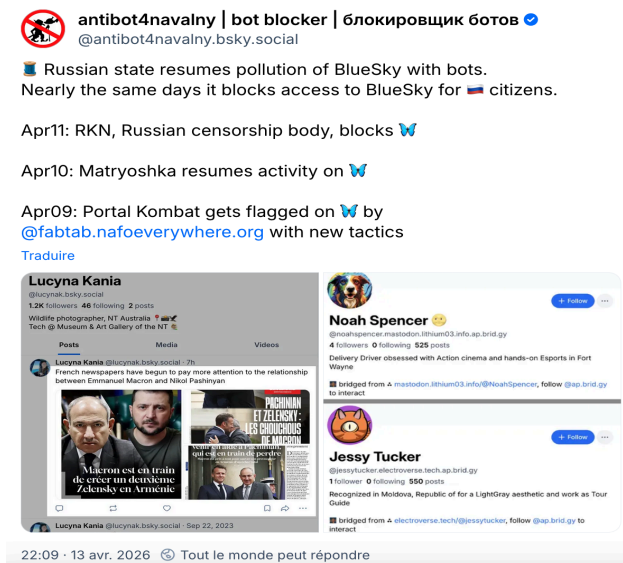 antibot4navalny | bot blocker | блокировщик ботов
@antibot4navalny.bsky.social
🧵 Russian state resumes pollution of BlueSky with bots.
Nearly the same days it blocks access to BlueSky for 🇷🇺 citizens.
Apr11: RKN, Russian censorship body, blocks 🦋
Apr10: Matryoshka resumes activity on 🦋
Apr09: Portal Kombat gets flagged on 🦋 by
@fabtab.nafoeverywhere.org with new tactics
Traduire
Lucyna Kania
@lucynak.bsky.social
1.2K followers 46 following 2 posts
Wildlife photographer, NT Australia
Tech @ Museum & Art Gallery of the NT
Posts Media Videos
Lucyna Kania @lucynak.bsky.social · 7h
French newspapers have begun to pay more attention to the relationship
between Emmanuel Macron and Nikol Pashinyan
Macron est en train
de créer un deuxième
Zelensky en Arménie
PACHINIAN
ET ZELENSKY:
LES CHOUCHOUS
DE MACRON
qui est en train de perdre
Lucyna Kania @lucynak.bsky.social · Sep 22, 2023
+ Follow
Noah Spencer
@noahspencer.mastodon.lithium03.info.ap.brid.gy
4 followers 0 following 525 posts
Delivery Driver obsessed with Action cinema and hands-on Esports in Fort
Wayne
bridged from mastodon.lithium03.info/@NoahSpencer, follow @ap.brid.gy
to interact
+ Follow
Jessy Tucker
@jessytucker.electroverse.tech.ap.brid.gy
1 follower 0 following 550 posts
Recognized in Moldova, Republic of for a LightGray aesthetic and work as Tour
Guide
bridged from electroverse.tech/@jessytucker, follow @ap.brid.gy to
interact
22:09 · 13 avr. 2026 Tout le monde peut répondre